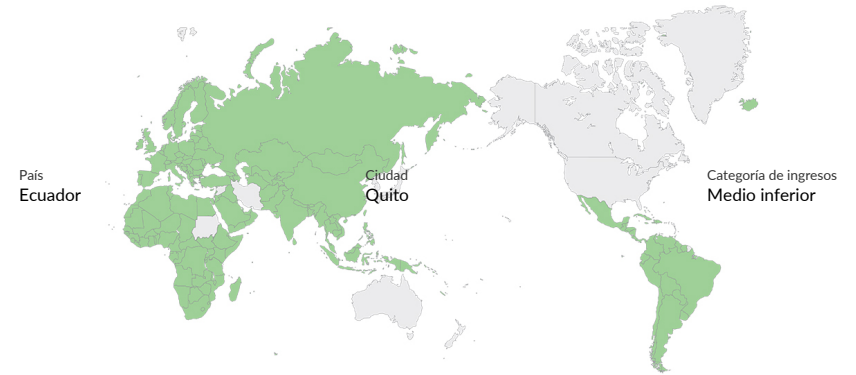 País
Ecuador
Ciudad
Quito
Categoría de ingresos
Medio inferior